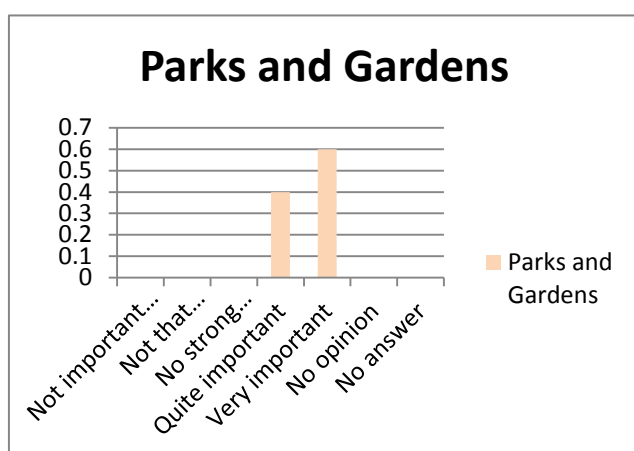 Parks and Gardens
0.7
0.6
0.5
0.4
0.3
0.2
0.1
0
Not important...
Not that...
No strong...
Quite important
Very important
No opinion
No answer
Parks and
Gardens